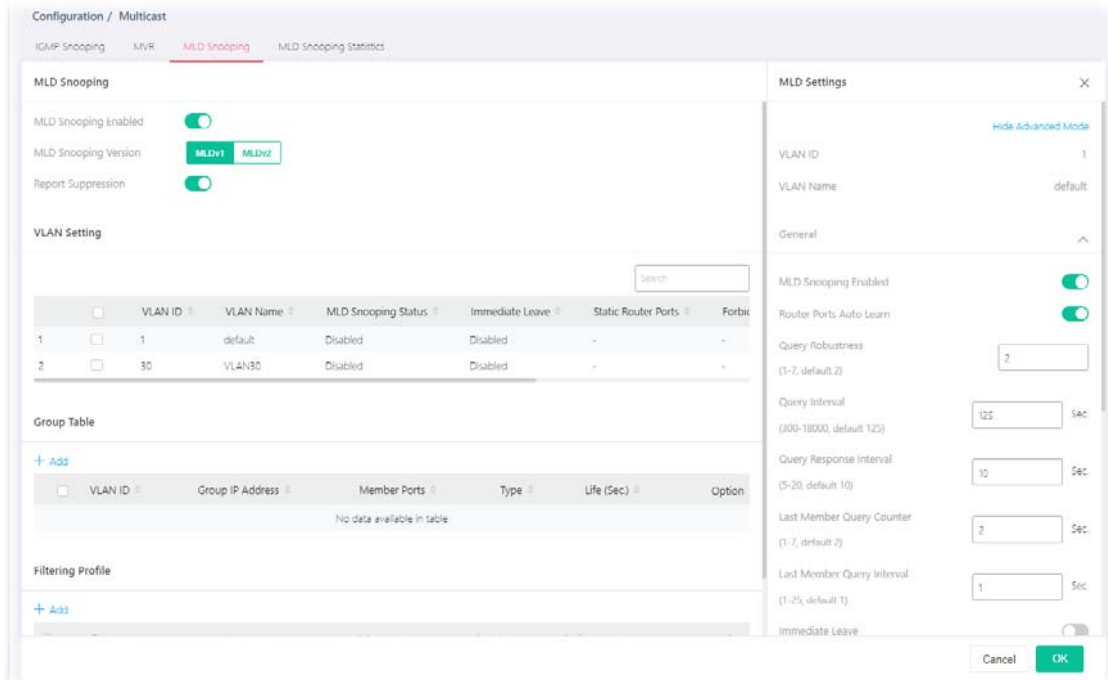 Configuration / Multicast
IGMP Snooping MVR MLD Snooping MLD Snooping Statistics
MLD Snooping
MLD Snooping Enabled
MLD Snooping Version MLDv1 MLDv2
Report Suppression
VLAN Setting
Search
VLAN ID VLAN Name MLD Snooping Status Immediate Leave Static Router Ports Forbid
1 1 default Disabled Disabled - -
2 30 VLAN30 Disabled Disabled - -
Group Table
+ Add
VLAN ID Group IP Address Member Ports Type Life (Sec.) Option
No data available in table
Filtering Profile
+ Add
MLD Settings
Hide Advanced Mode
VLAN ID 1
VLAN Name default
General
MLD Snooping Enabled
Router Ports Auto Learn
Query Robustness
(1-7, default 2)
2
Query Interval
(300-18000, default 125)
125 Sec.
Query Response Interval
(5-20, default 10)
10 Sec.
Last Member Query Counter
(1-7, default 2)
2 Sec.
Last Member Query Interval
(1-25, default 1)
1 Sec.
Immediate Leave
Cancel OK